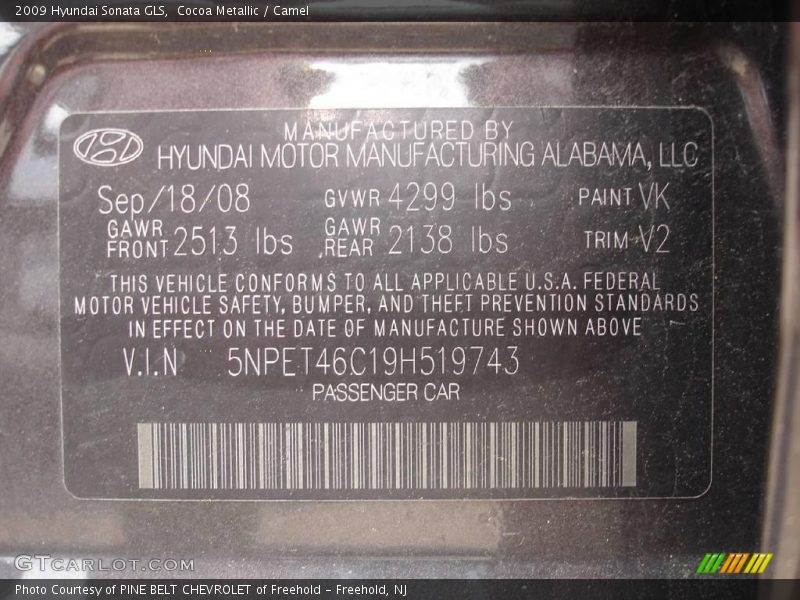 2009 Hyundai Sonata GLS,  Cocoa Metallic / Camel
MANUFACTURED BY
HYUNDAI MOTOR MANUFACTURING ALABAMA, LLC
Sep/18/08 GVWR 4299 lbs PAINT VK
GAWR FRONT 2513 lbs GAWR REAR 2138 lbs TRIM V2
THIS VEHICLE CONFORMS TO ALL APPLICABLE U.S.A. FEDERAL
MOTOR VEHICLE SAFETY, BUMPER, AND THEFT PREVENTION STANDARDS
IN EFFECT ON THE DATE OF MANUFACTURE SHOWN ABOVE
V.I.N 5NPET46C19H519743
PASSENGER CAR
GTCARLOT.COM
Photo Courtesy of PINE BELT CHEVROLET of Freehold - Freehold, NJ